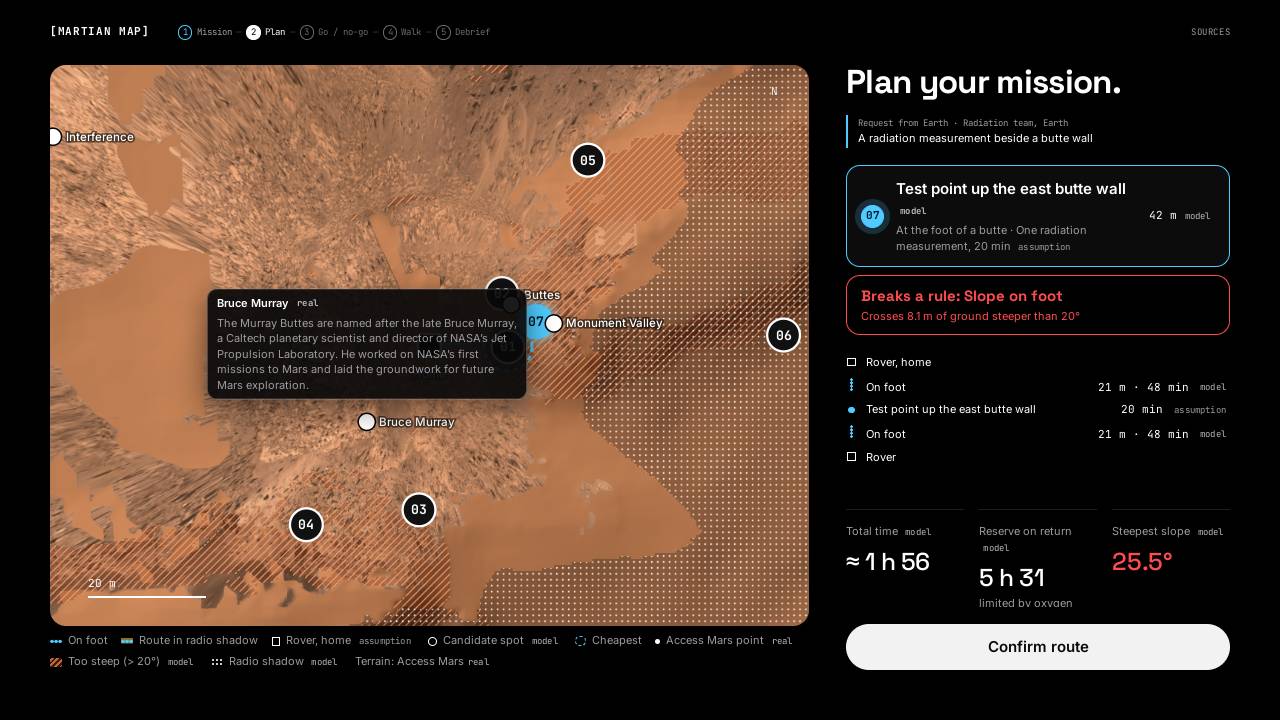 [MARTIAN MAP]
1 Mission
2 Plan
3 Go / no-go
4 Walk
5 Debrief
SOURCES
N
Interference
05
Buttes
07
Monument Valley
06
Bruce Murray real
The Murray Buttes are named after the late Bruce Murray,
a Caltech planetary scientist and director of NASA's Jet
Propulsion Laboratory. He worked on NASA's first
missions to Mars and laid the groundwork for future
Mars exploration.
01
Bruce Murray
03
04
20 m
On foot
Route in radio shadow
Rover, home assumption
Candidate spot model
Cheapest
Access Mars point real
Too steep (> 20°) model
Radio shadow model
Terrain: Access Mars real
Plan your mission.
Request from Earth · Radiation team, Earth
A radiation measurement beside a butte wall
07
Test point up the east butte wall
model
42 m model
At the foot of a butte · One radiation
measurement, 20 min assumption
Breaks a rule: Slope on foot
Crosses 8.1 m of ground steeper than 20°
Rover, home
On foot 21 m · 48 min model
Test point up the east butte wall 20 min assumption
On foot 21 m · 48 min model
Rover
Total time model
≈ 1 h 56
Reserve on return
model
5 h 31
limited by oxygen
Steepest slope model
25.5°
Confirm route